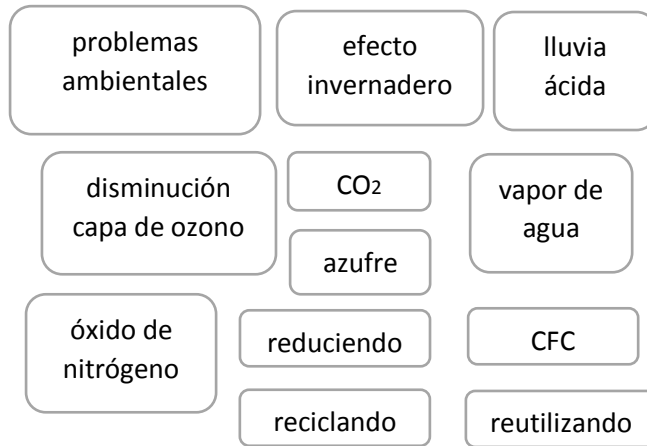 problemas
ambientales
efecto
invernadero
lluvia
ácida
disminución
capa de ozono
CO2
vapor de
agua
azufre
óxido de
nitrógeno
reduciendo
CFC
reciclando
reutilizando